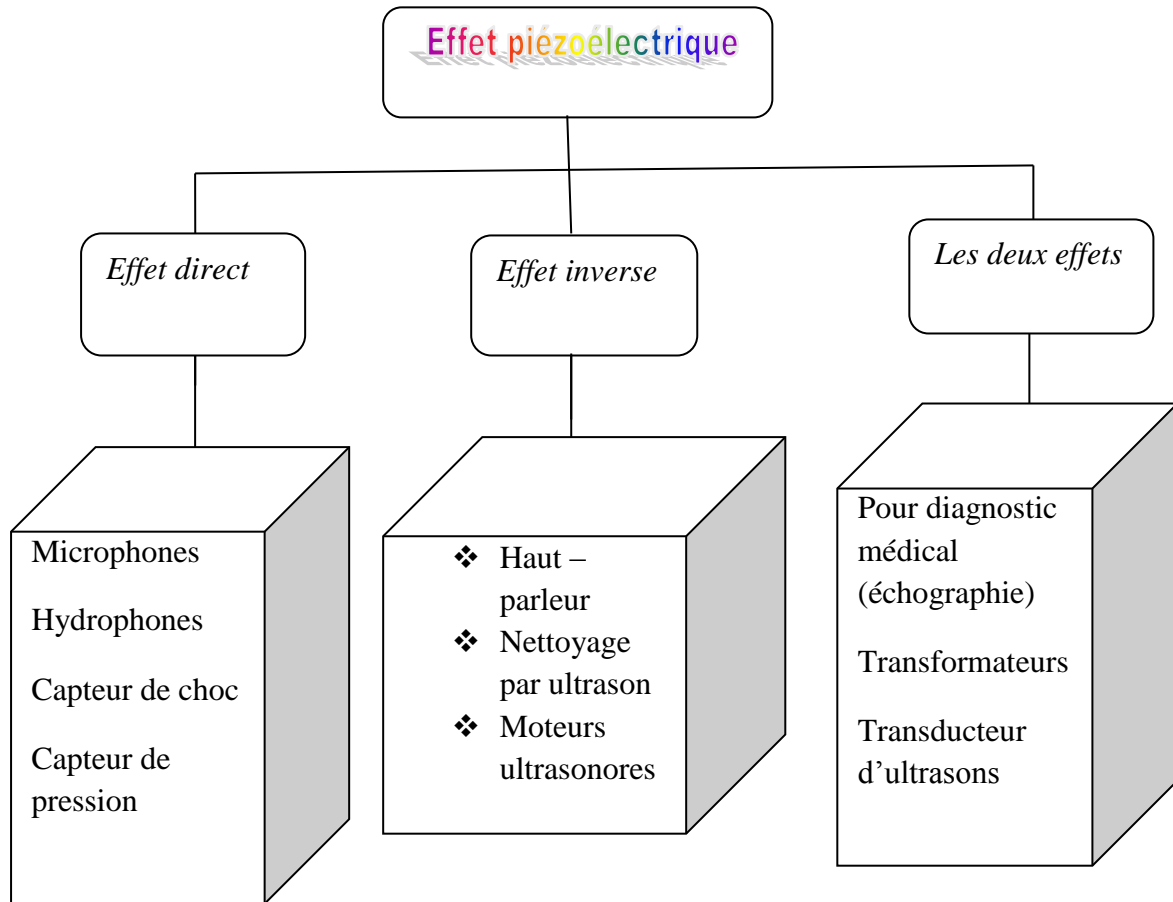 Effet piézoélectrique
Effet direct
Effet inverse
Les deux effets
Microphones
Hydrophones
Capteur de choc
Capteur de
pression
❖ Haut –
parleur
❖ Nettoyage
par ultrason
❖ Moteurs
ultrasonores
Pour diagnostic
médical
(échographie)
Transformateurs
Transducteur
d’ultrasons